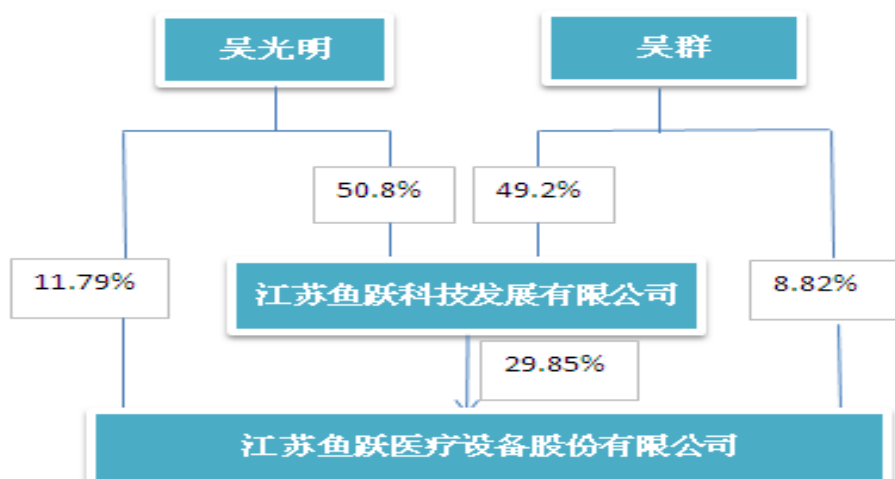 吴光明
吴群
50.8%
49.2%
11.79%
江苏鱼跃科技发展有限公司
8.82%
29.85%
江苏鱼跃医疗设备股份有限公司